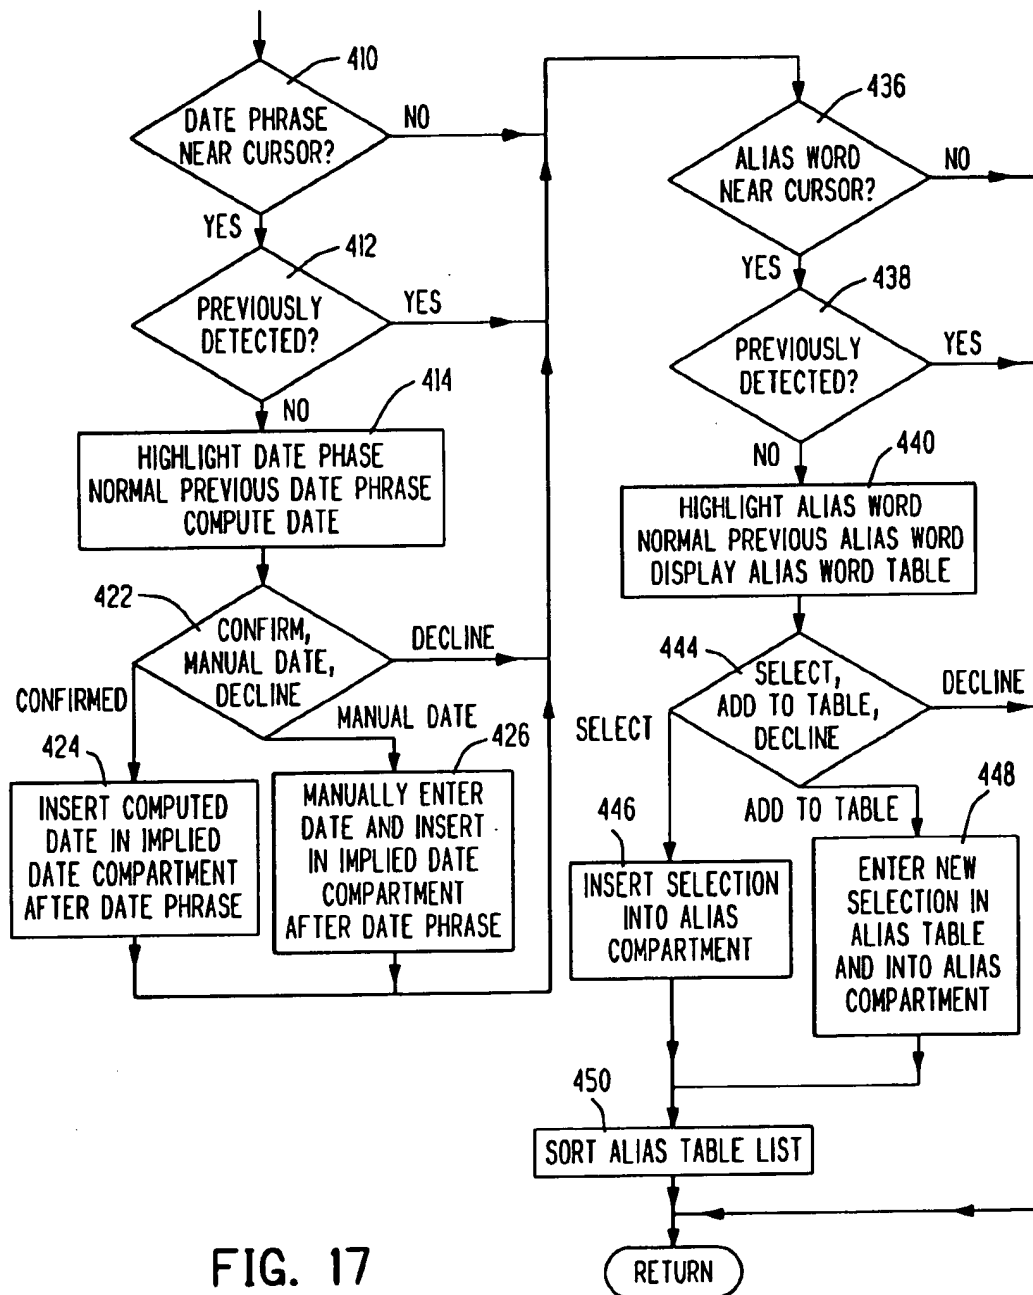 410
DATE PHRASE
NEAR CURSOR?
NO
YES
412
PREVIOUSLY
DETECTED?
YES
NO
414
HIGHLIGHT DATE PHASE
NORMAL PREVIOUS DATE PHRASE
COMPUTE DATE
422
CONFIRM,
MANUAL DATE,
DECLINE
DECLINE
CONFIRMED
MANUAL DATE
424
INSERT COMPUTED
DATE IN IMPLIED
DATE COMPARTMENT
AFTER DATE PHRASE
426
MANUALLY ENTER
DATE AND INSERT
IN IMPLIED DATE
COMPARTMENT
AFTER DATE PHRASE
436
ALIAS WORD
NEAR CURSOR?
NO
YES
438
PREVIOUSLY
DETECTED?
YES
NO
440
HIGHLIGHT ALIAS WORD
NORMAL PREVIOUS ALIAS WORD
DISPLAY ALIAS WORD TABLE
444
SELECT,
ADD TO TABLE,
DECLINE
DECLINE
SELECT
ADD TO TABLE
446
INSERT SELECTION
INTO ALIAS
COMPARTMENT
448
ENTER NEW
SELECTION IN
ALIAS TABLE
AND INTO ALIAS
COMPARTMENT
450
SORT ALIAS TABLE LIST
RETURN
FIG. 17